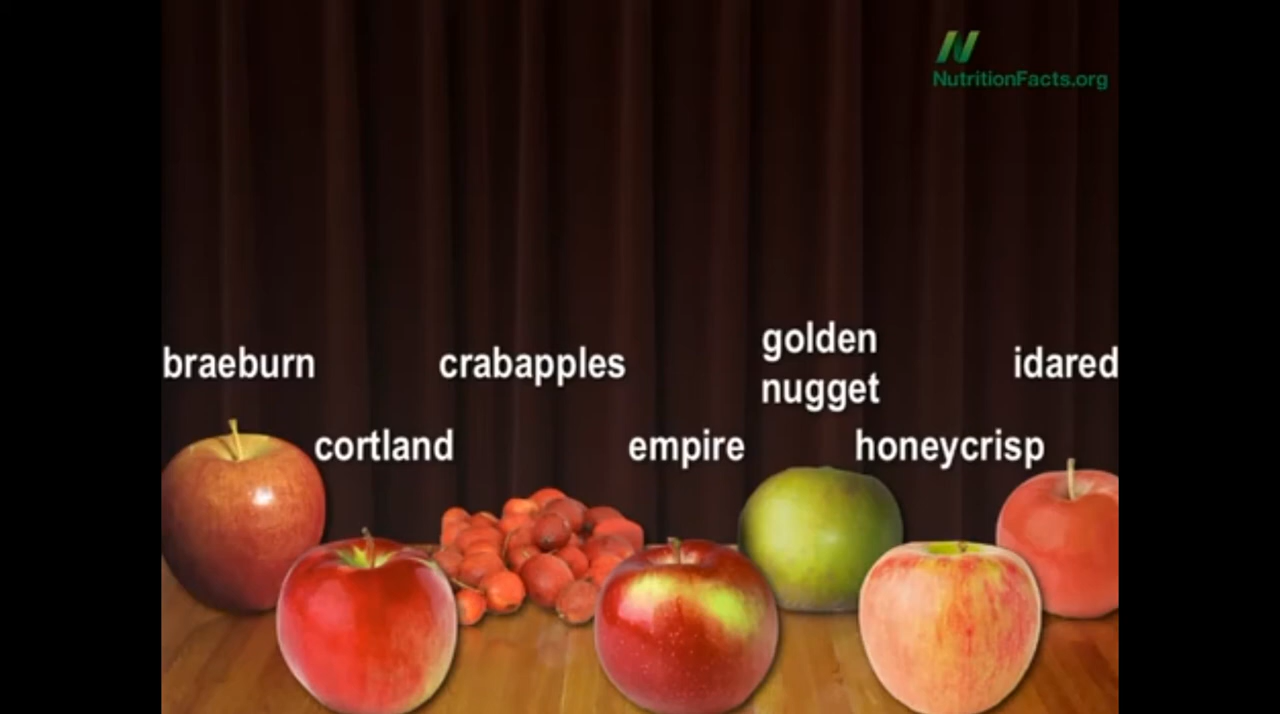 NutritionFacts.org
golden
nugget
braeburn
crabapples
idared
cortland
empire
honeycrisp